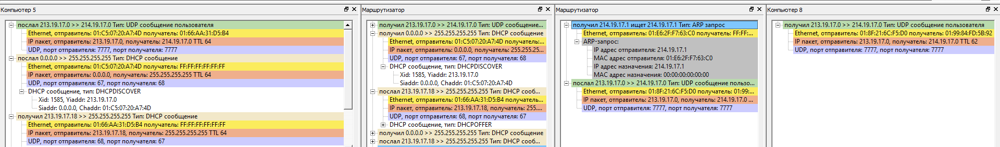 Компьютер 5
послал 213.19.17.0 >> 214.19.17.0 Тип: UDP сообщение пользователя
Ethernet, отправитель: 01:C5:07:20:A7:4D получатель: 01:66:AA:31:D5:B4
IP пакет, отправитель: 213.19.17.0, получатель: 214.19.17.0 TTL 64
UDP, порт отправителя: 7777, порт получателя: 7777
послал 0.0.0.0 >> 255.255.255.255 Тип: DHCP сообщение
Ethernet, отправитель: 01:C5:07:20:A7:4D получатель: FF:FF:FF:FF:FF:FF
IP пакет, отправитель: 0.0.0.0, получатель: 255.255.255.255 TTL 64
UDP, порт отправителя: 67, порт получателя: 68
DHCP сообщение, тип: DHCPDISCOVER
Xid: 1585, Yiaddr: 213.19.17.0
Siaddr: 0.0.0.0, Chaddr: 01:C5:07:20:A7:4D
получил 213.19.17.18 >> 255.255.255.255 Тип: DHCP сообщение
Ethernet, отправитель: 01:66:AA:31:D5:B4 получатель: FF:FF:FF:FF:FF:FF
IP пакет, отправитель: 213.19.17.18, получатель: 255.255.255.255 TTL 64
UDP, порт отправителя: 68, порт получателя: 67
Маршрутизатор
получил 213.19.17.0 >> 214.19.17.0 Тип: UDP сообщение...
получил 0.0.0.0 >> 255.255.255.255 Тип: DHCP сообщение
Ethernet, отправитель: 01:C5:07:20:A7:4D получатель:...
IP пакет, отправитель: 0.0.0.0, получатель: 255.255.25...
UDP, порт отправителя: 67, порт получателя: 68
DHCP сообщение, тип: DHCPDISCOVER
Xid: 1585, Yiaddr: 213.19.17.0
Siaddr: 0.0.0.0, Chaddr: 01:C5:07:20:A7:4D
послал 213.19.17.18 >> 255.255.255.255 Тип: DHCP сооб...
Ethernet, отправитель: 01:66:AA:31:D5:B4 получатель...
IP пакет, отправитель: 213.19.17.18, получатель: 255....
UDP, порт отправителя: 68, порт получателя: 67
DHCP сообщение, тип: DHCPOFFER
получил 0.0.0.0 >> 255.255.255.255 Тип: DHCP сообщение
послал 213.19.17.18 >> 255.255.255.255 Тип: DHCP сооб...
Маршрутизатор
получил 214.19.17.1 ищет 214.19.17.1 Тип: ARP запрос
Ethernet, отправитель: 01:E6:2F:F7:63:C0 получатель: FF:FF:...
ARP-запрос:
IP адрес отправителя: 214.19.17.1
MAC адрес отправителя: 01:E6:2F:F7:63:C0
IP адрес назначения: 214.19.17.1
MAC адрес назначения: 00:00:00:00:00:00
послал 213.19.17.0 >> 214.19.17.0 Тип: UDP сообщение пользо...
Ethernet, отправитель: 01:8F:21:6C:F5:D0 получатель: 01:99:...
IP пакет, отправитель: 213.19.17.0, получатель: 214.19.17.0 ...
UDP, порт отправителя: 7777, порт получателя: 7777
Компьютер 8
получил 213.19.17.0 >> 214.19.17.0 Тип: UDP сообщение пользователя
Ethernet, отправитель: 01:8F:21:6C:F5:D0 получатель: 01:99:84:FD:5B:92
IP пакет, отправитель: 213.19.17.0, получатель: 214.19.17.0 TTL 62
UDP, порт отправителя: 7777, порт получателя: 7777